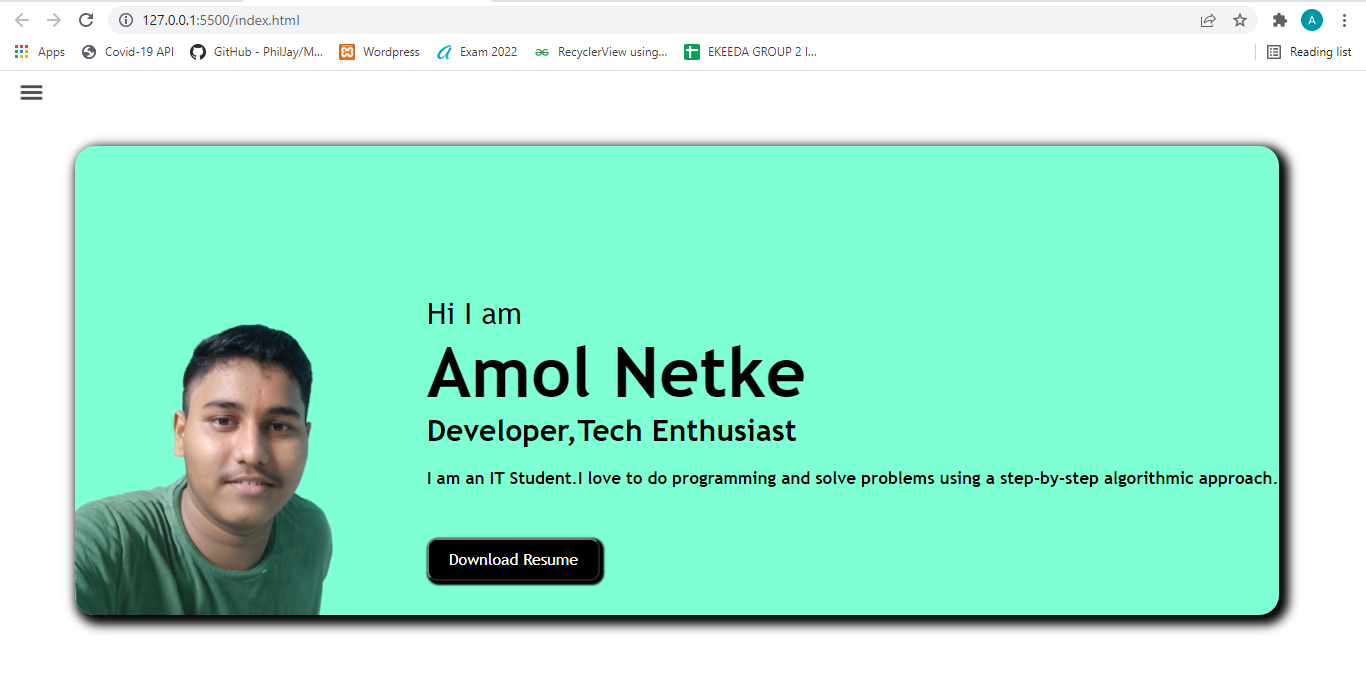 127.0.0.1:5500/index.html
A
Apps Covid-19 API GitHub - PhilJay/M... Wordpress Exam 2022 RecyclerView using... EKEEDA GROUP 2 I... Reading list
Hi I am
Amol Netke
Developer,Tech Enthusiast
I am an IT Student.I love to do programming and solve problems using a step-by-step algorithmic approach.
Download Resume